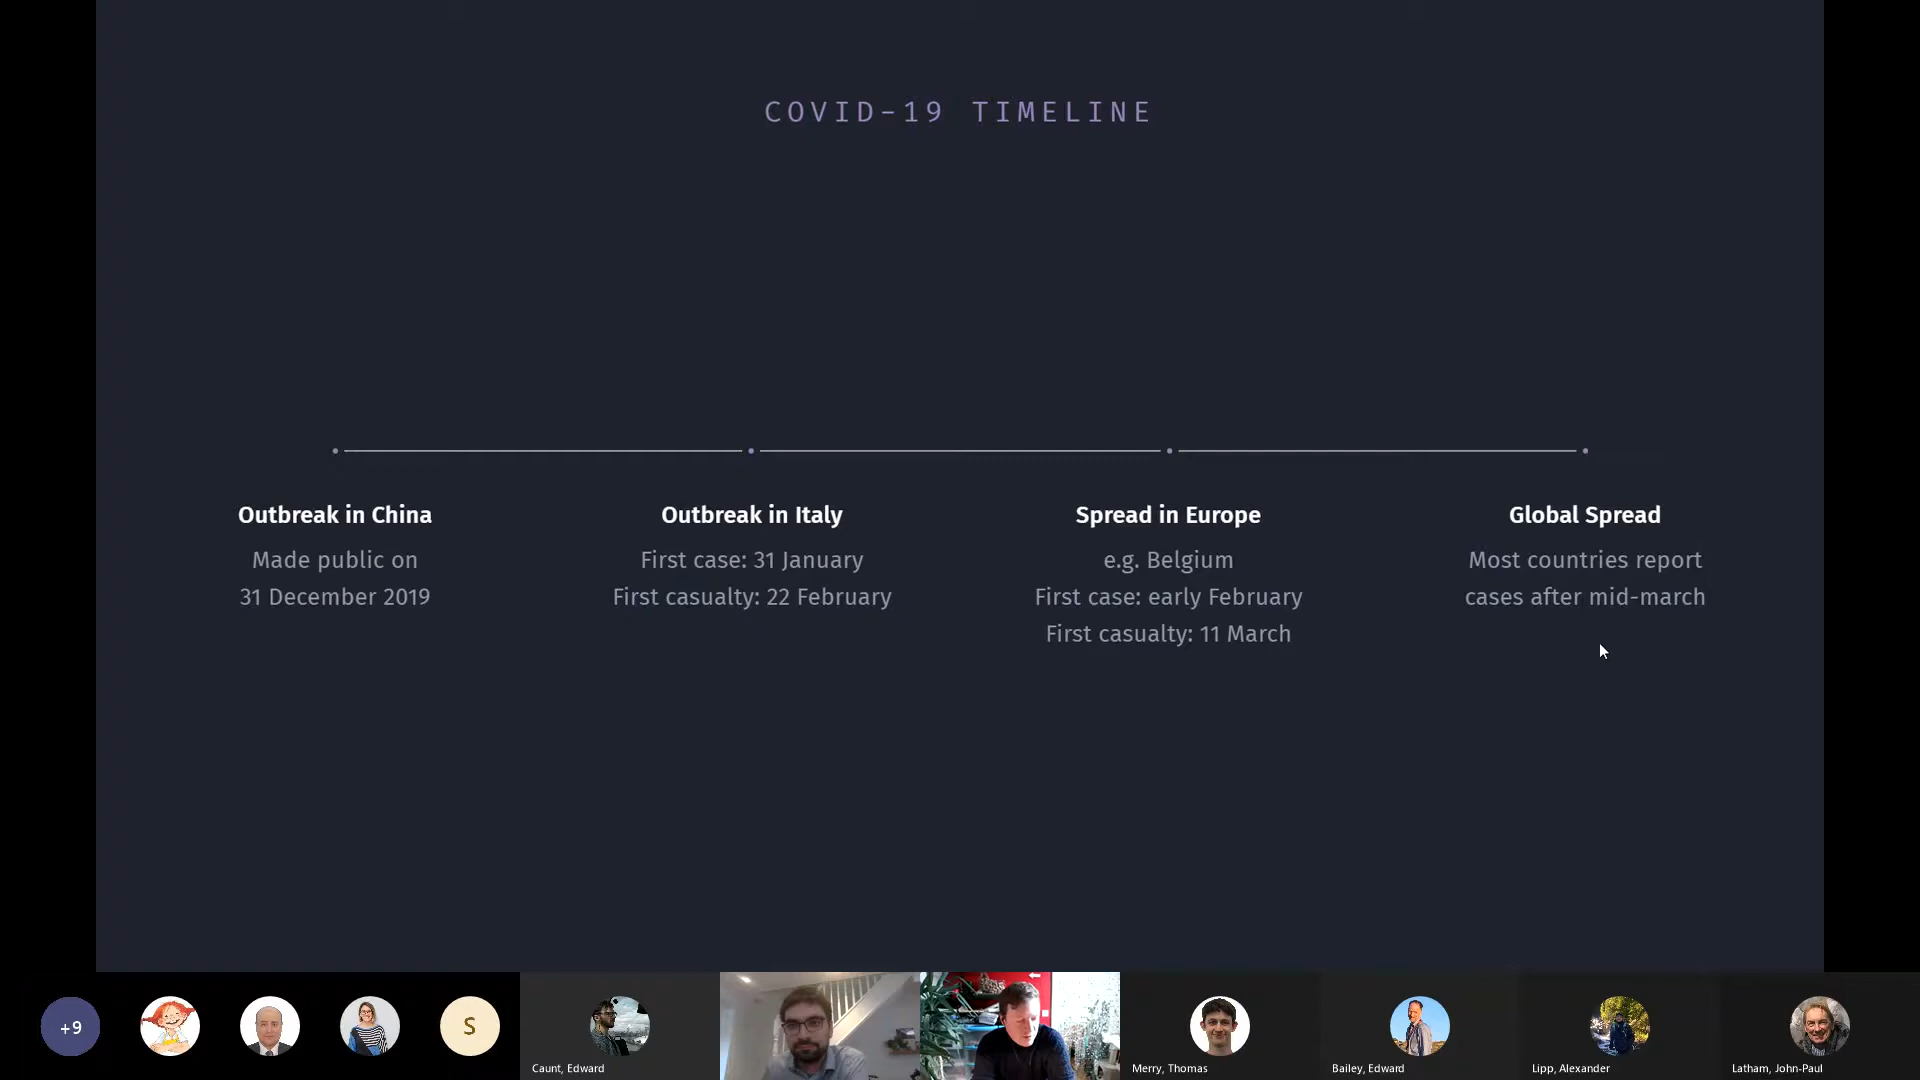 COVID-19 TIMELINE
Outbreak in China
Made public on
31 December 2019
Outbreak in Italy
First case: 31 January
First casualty: 22 February
Spread in Europe
e.g. Belgium
First case: early February
First casualty: 11 March
Global Spread
Most countries report
cases after mid-march
+9
S
Caunt, Edward
Merry, Thomas
Bailey, Edward
Lipp, Alexander
Latham, John-Paul